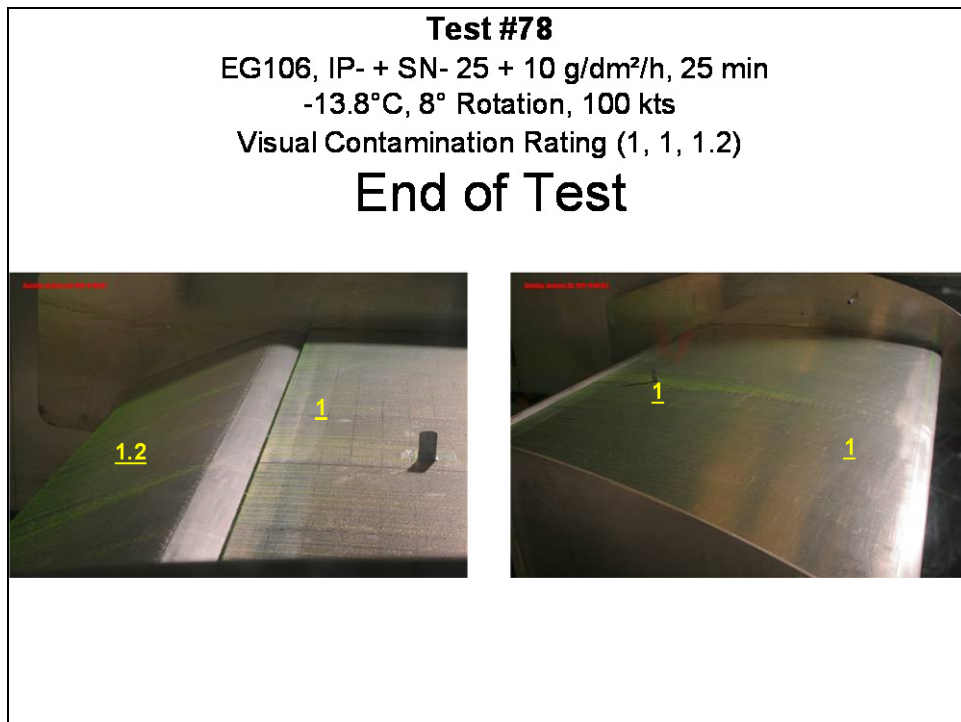 Test #78
EG106, IP- + SN- 25 + 10 g/dm²/h, 25 min
-13.8°C, 8° Rotation, 100 kts
Visual Contamination Rating (1, 1, 1.2)
End of Test
1.2
1
1
1